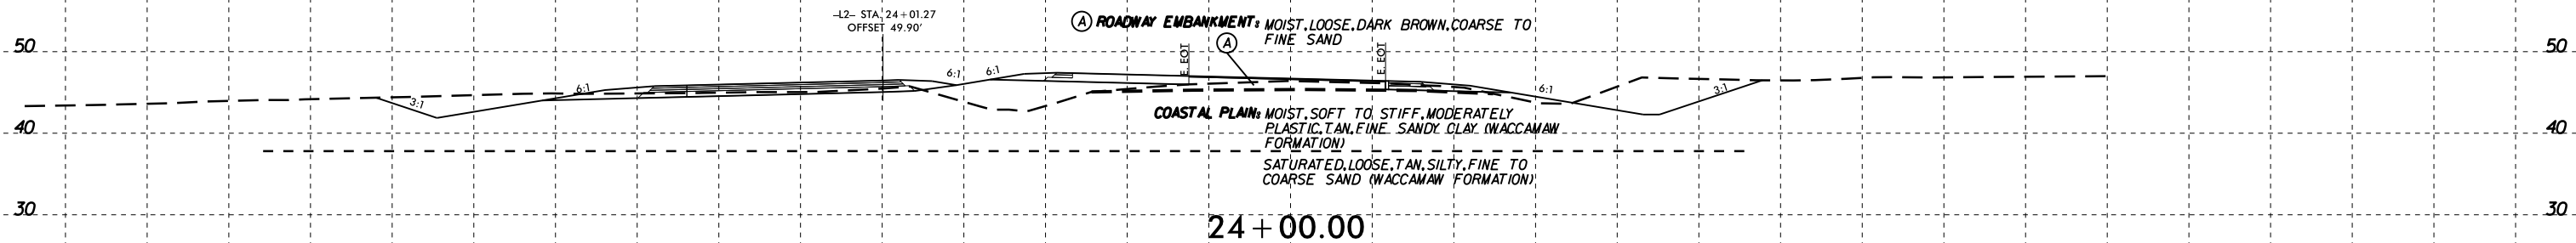 -L2- STA. 24+01.27
OFFSET 49.90'
A ROADWAY EMBANKMENT: MOIST, LOOSE, DARK BROWN, COARSE TO
FINE SAND
A
50
50
E. EOT
E. EOT
6:1
6:1
6:1
6:1
3:1
3:1
COASTAL PLAIN: MOIST, SOFT TO STIFF, MODERATELY
PLASTIC, TAN, FINE SANDY CLAY (WACCAMAW
FORMATION)
40
40
SATURATED, LOOSE, TAN, SILTY, FINE TO
COARSE SAND (WACCAMAW FORMATION)
30
30
24+00.00